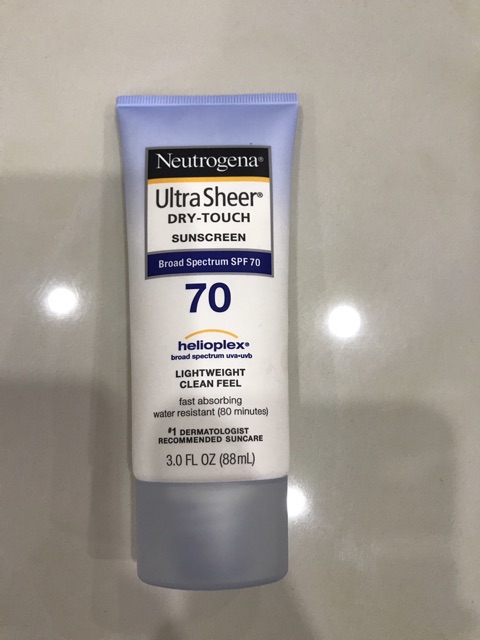 Neutrogena®
Ultra Sheer®
DRY-TOUCH
SUNSCREEN
Broad Spectrum SPF 70
70
helioplex®
broad spectrum uva•uvb
LIGHTWEIGHT
CLEAN FEEL
fast absorbing
water resistant (80 minutes)
#1 DERMATOLOGIST
RECOMMENDED SUNCARE
3.0 FL OZ (88mL)